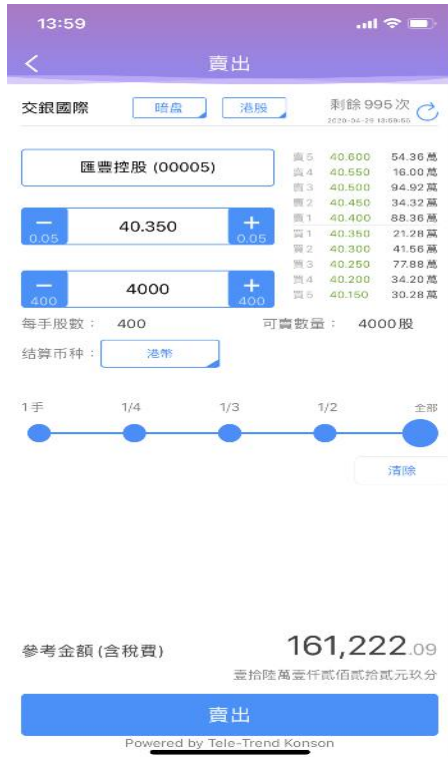 13:59
賣出
交銀國際 暗盘 港股 剩餘 995 次
2020-04-29 13:59:55
匯豐控股 (00005)
賣5 40.600 54.36萬
賣4 40.550 16.00萬
賣3 40.500 94.92萬
賣2 40.450 34.32萬
賣1 40.400 88.36萬
買1 40.350 21.28萬
買2 40.300 41.56萬
買3 40.250 77.88萬
買4 40.200 34.20萬
買5 40.150 30.28萬
− 40.350 +
0.05 0.05
− 4000 +
400 400
每手股數： 400 可賣數量： 4000股
结算币种： 港幣
1手 1/4 1/3 1/2 全部
清除
參考金額(含稅費) 161,222.09
壹拾陸萬壹仟貳佰貳拾貳元玖分
賣出
Powered by Tele-Trend Konson